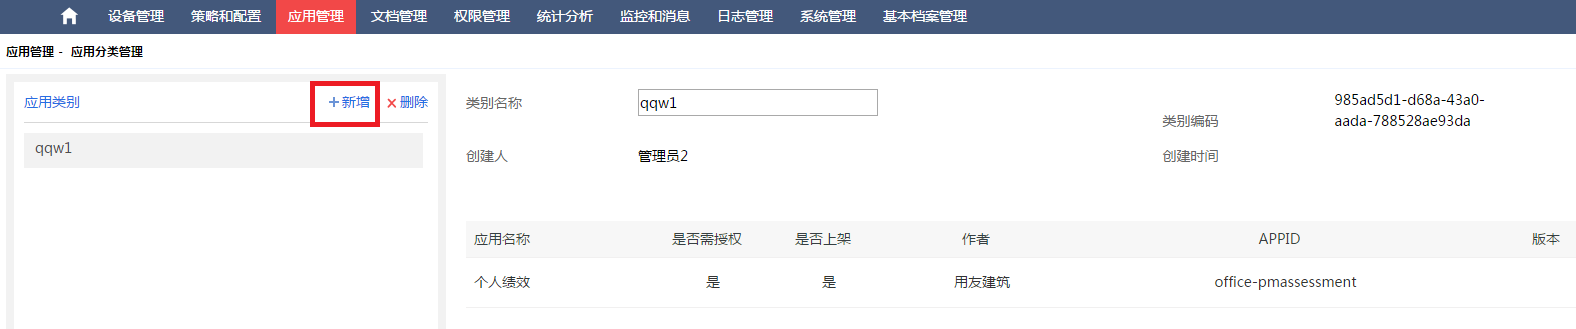 设备管理 策略和配置 应用管理 文档管理 权限管理 统计分析 监控和消息 日志管理 系统管理 基本档案管理
应用管理 - 应用分类管理
应用类别 +新增 ×删除
qqw1
类别名称 qqw1 类别编码 985ad5d1-d68a-43a0-
aada-788528ae93da
创建人 管理员2 创建时间
应用名称 是否需授权 是否上架 作者 APPID 版本
个人绩效 是 是 用友建筑 office-pmassessment